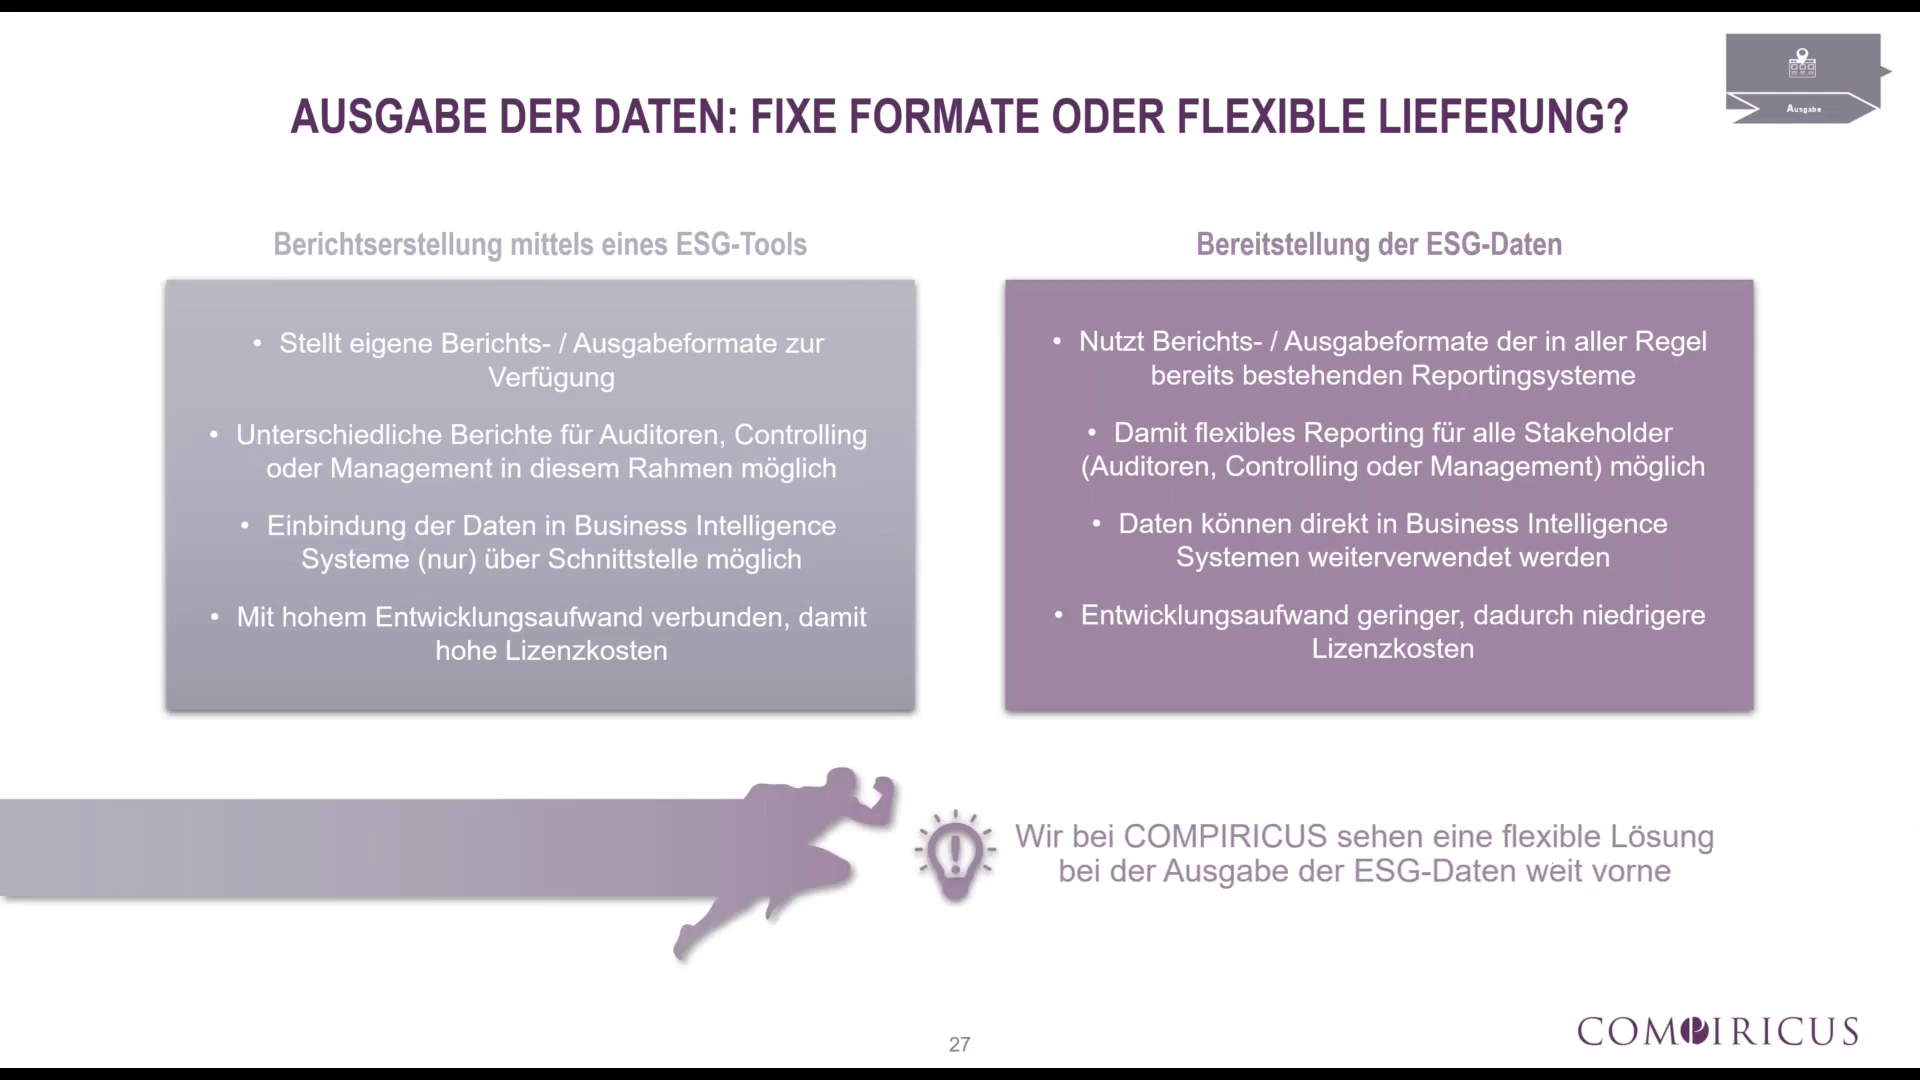 Ausgabe
AUSGABE DER DATEN: FIXE FORMATE ODER FLEXIBLE LIEFERUNG?
Berichtserstellung mittels eines ESG-Tools
• Stellt eigene Berichts- / Ausgabeformate zur
Verfügung
• Unterschiedliche Berichte für Auditoren, Controlling
oder Management in diesem Rahmen möglich
• Einbindung der Daten in Business Intelligence
Systeme (nur) über Schnittstelle möglich
• Mit hohem Entwicklungsaufwand verbunden, damit
hohe Lizenzkosten
Bereitstellung der ESG-Daten
• Nutzt Berichts- / Ausgabeformate der in aller Regel
bereits bestehenden Reportingsysteme
• Damit flexibles Reporting für alle Stakeholder
(Auditoren, Controlling oder Management) möglich
• Daten können direkt in Business Intelligence
Systemen weiterverwendet werden
• Entwicklungsaufwand geringer, dadurch niedrigere
Lizenzkosten
Wir bei COMPIRICUS sehen eine flexible Lösung
bei der Ausgabe der ESG-Daten weit vorne
27
COMPIRICUS